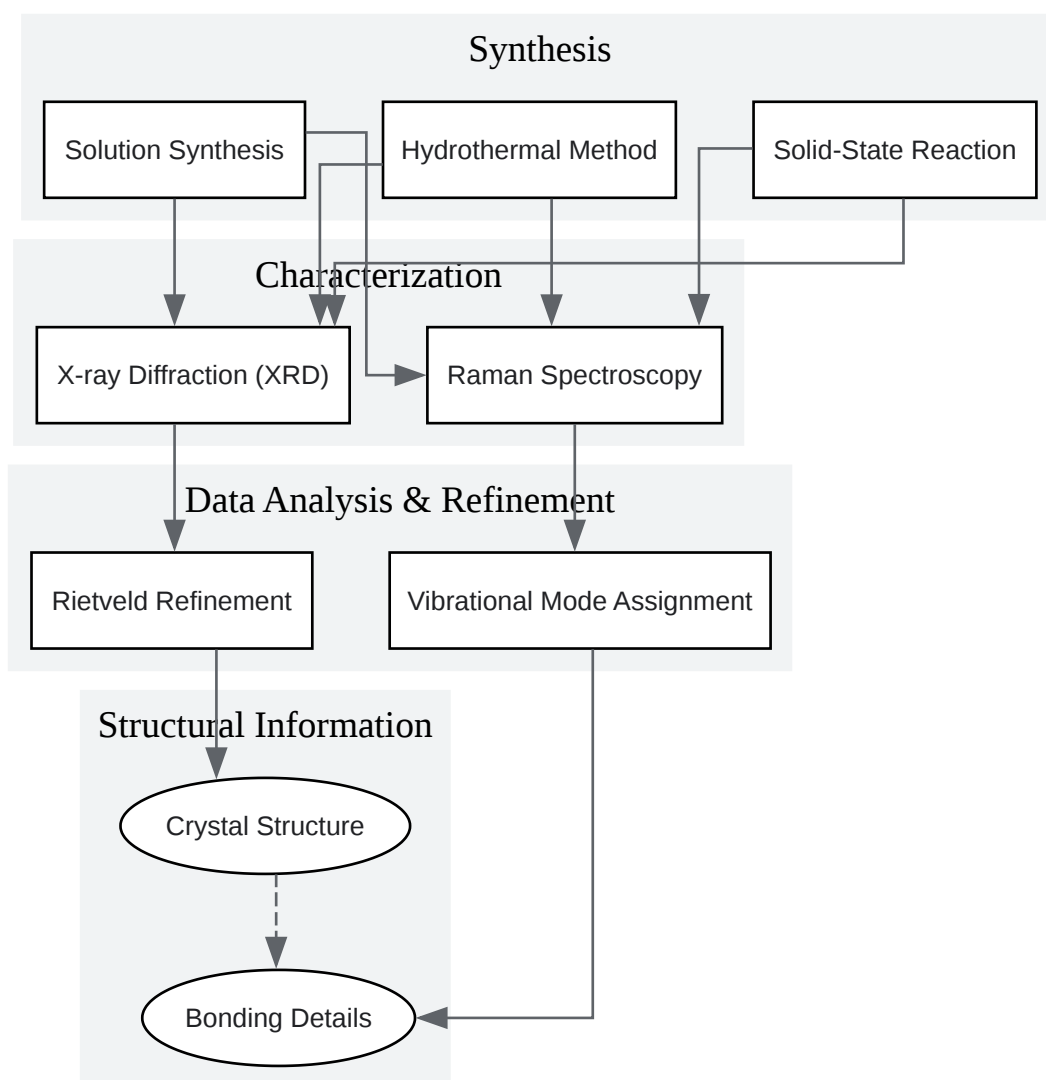 Synthesis
Solution Synthesis
Hydrothermal Method
Solid-State Reaction
Characterization
X-ray Diffraction (XRD)
Raman Spectroscopy
Data Analysis & Refinement
Rietveld Refinement
Vibrational Mode Assignment
Structural Information
Crystal Structure
Bonding Details